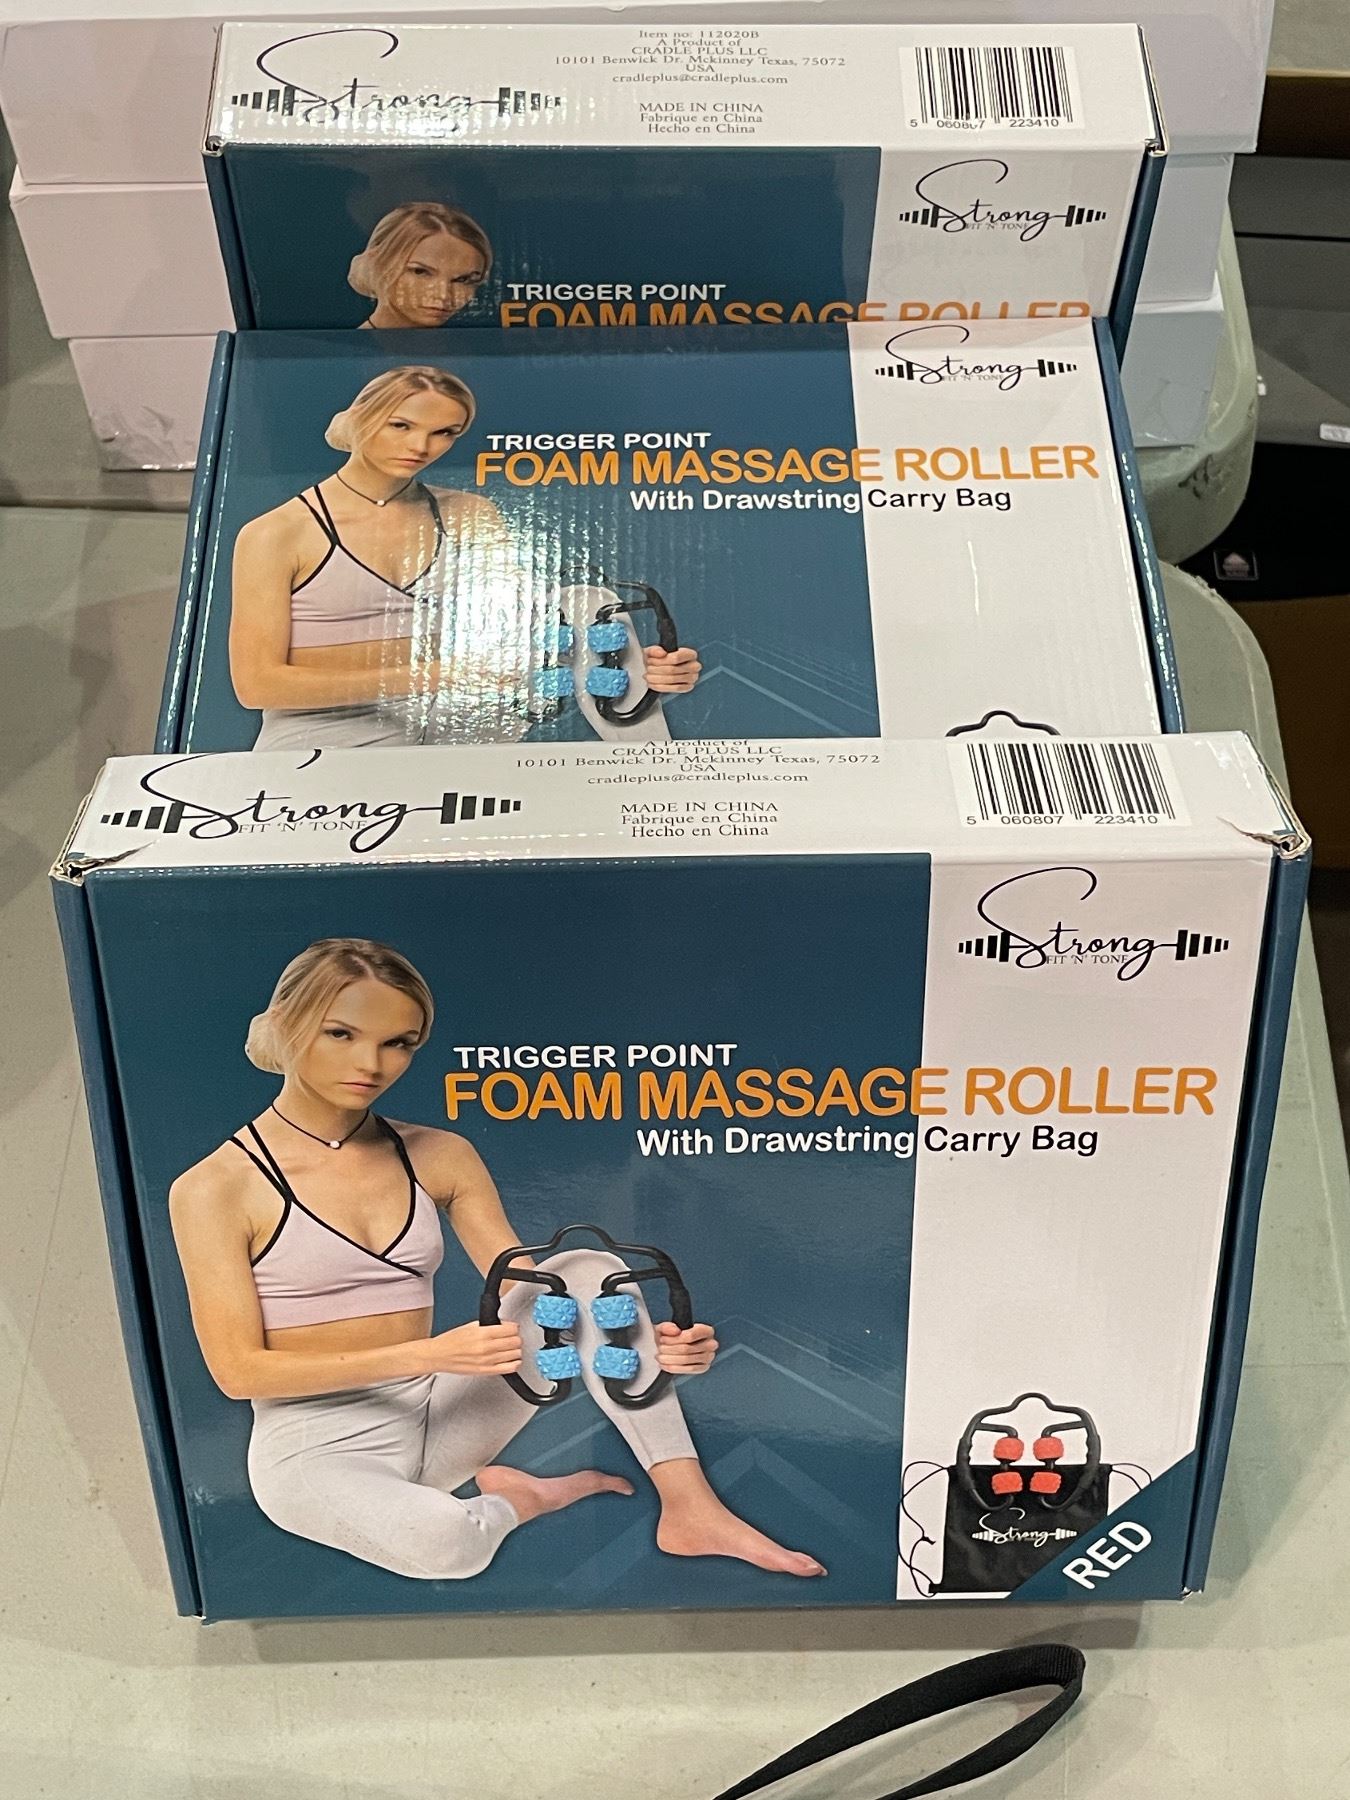 Strong
Item no: 112020B
A Product of
CRADLE PLUS LLC
10101 Benwick Dr. Mckinney Texas, 75072
USA
cradleplus@cradleplus.com
MADE IN CHINA
Fabrique en China
Hecho en China
223410
Strong
FIT 'N' TONE
TRIGGER POINT
FOAM MASSAGE ROLLER
Strong
FIT 'N' TONE
TRIGGER POINT
FOAM MASSAGE ROLLER
With Drawstring Carry Bag
Strong
FIT 'N' TONE
A Product of
CRADLE PLUS LLC
10101 Benwick Dr. Mckinney Texas, 75072
USA
cradleplus@cradleplus.com
MADE IN CHINA
Fabrique en China
Hecho en China
5 060807 223410
Strong
FIT 'N' TONE
TRIGGER POINT
FOAM MASSAGE ROLLER
With Drawstring Carry Bag
Strong
RED